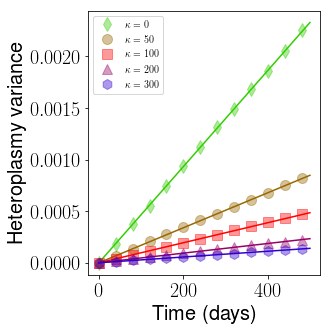 κ = 0
κ = 50
κ = 100
κ = 200
κ = 300
Heteroplasmy variance
0.0020
0.0015
0.0010
0.0005
0.0000
0
200
400
Time (days)